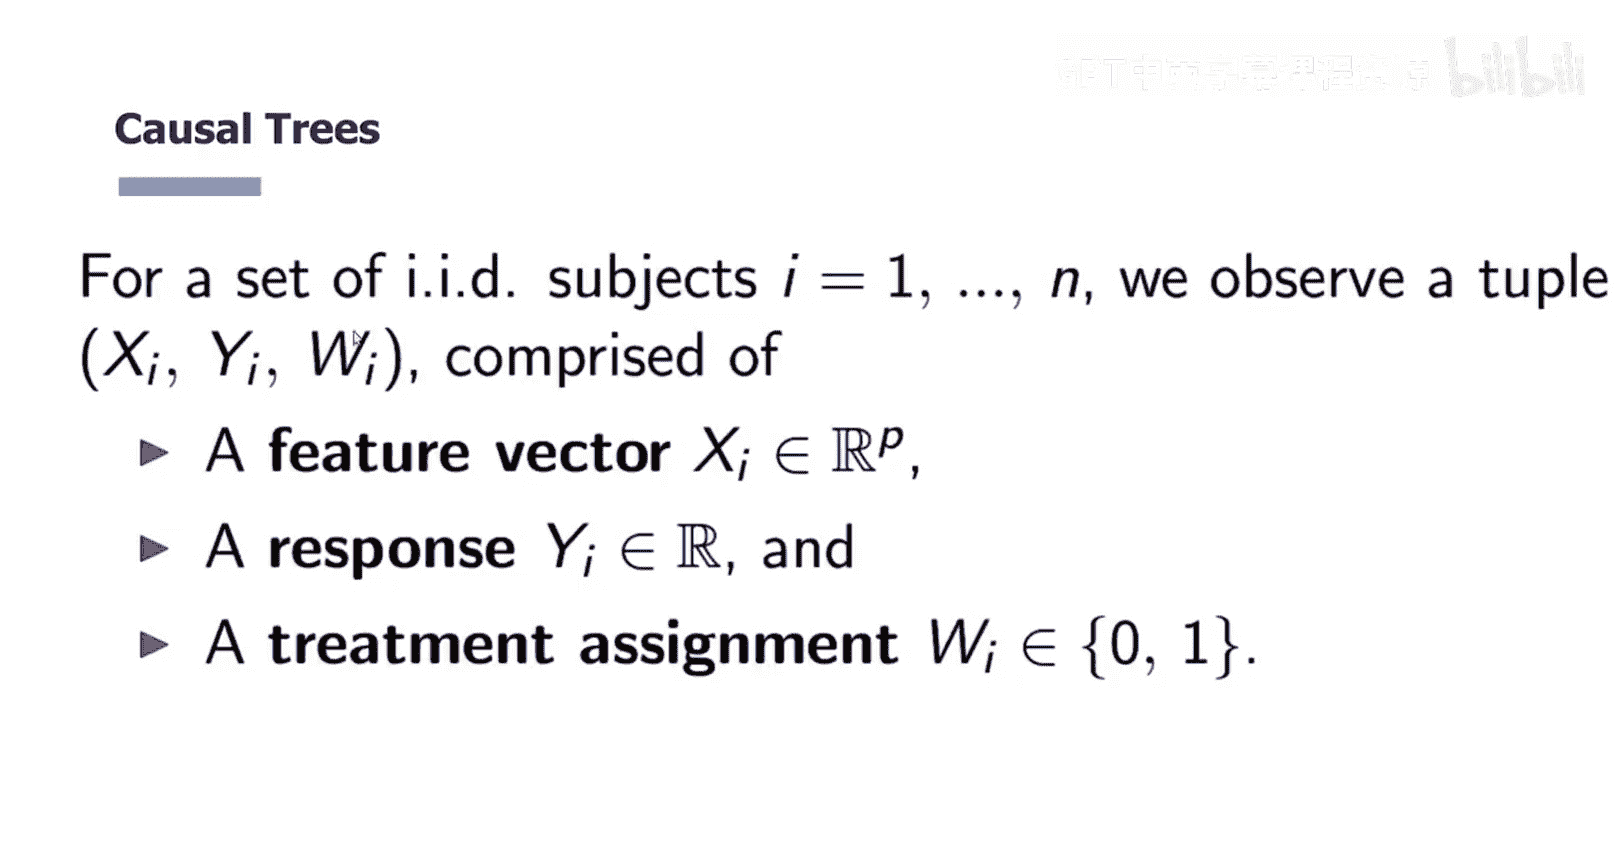 bilibili
Causal Trees
For a set of i.i.d. subjects i = 1, ..., n, we observe a tuple
(Xᵢ, Yᵢ, Wᵢ), comprised of
▶ A feature vector Xᵢ ∈ ℝᵖ,
▶ A response Yᵢ ∈ ℝ, and
▶ A treatment assignment Wᵢ ∈ {0, 1}.